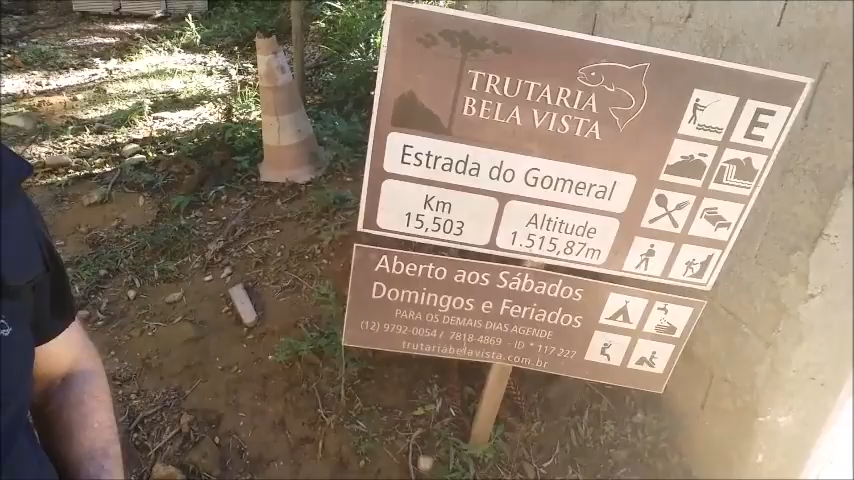 TRUTARIA
BELA VISTA
E
Estrada do Gomeral
Km
15,503
Altitude
1.515,87m
ABERTO AOS SÁBADOS
DOMINGOS E FERIADOS
PARA OS DEMAIS DIAS AGENDE
(12) 9792-0054 / 7818-4869 - ID * 117 227
trutariabelavista.com.br